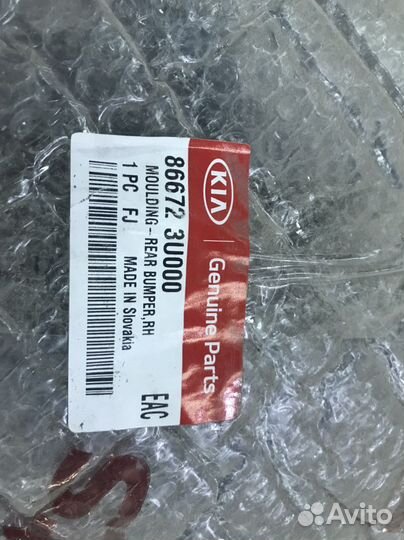 KIA
Genuine Parts
86672 3U000
MOULDING – REAR BUMPER,RH
1 PC FJ MADE IN Slovakia
EAC
Avito